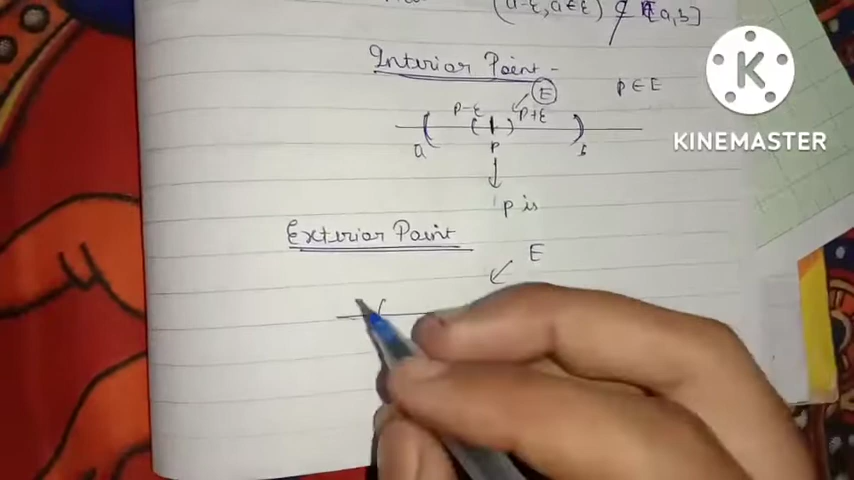 (a-ε, a+ε) ⊄ [a,b]
Interior Point -
E
p ∈ E
p-ε
p+ε
a
p
b
p is
Exterior Point
E
KINEMASTER